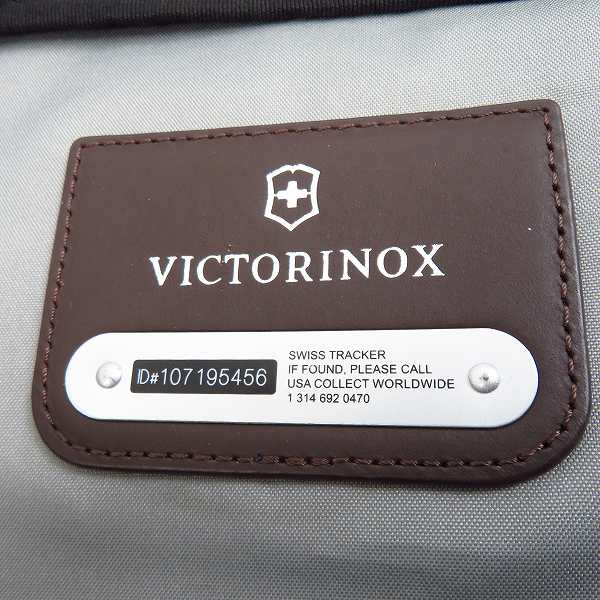 VICTORINOX
ID#107195456
SWISS TRACKER
IF FOUND, PLEASE CALL
USA COLLECT WORLDWIDE
1 314 692 0470